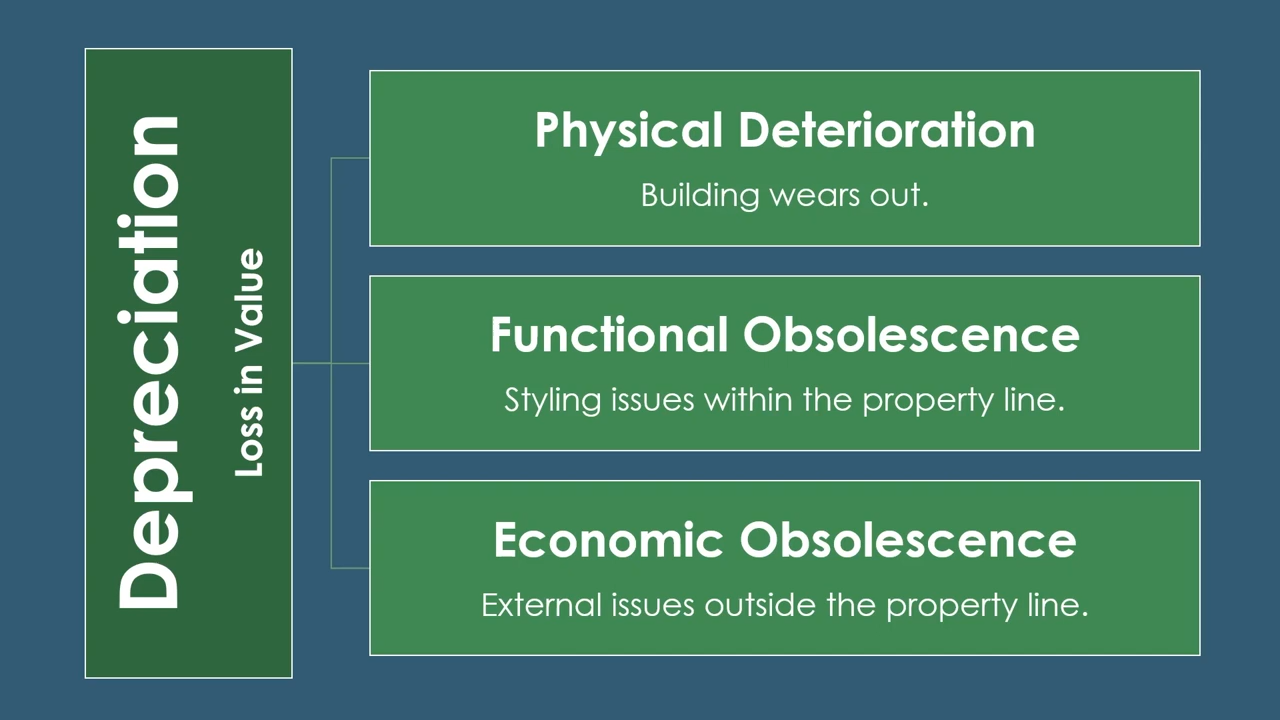 Depreciation
Loss in Value
Physical Deterioration
Building wears out.
Functional Obsolescence
Styling issues within the property line.
Economic Obsolescence
External issues outside the property line.